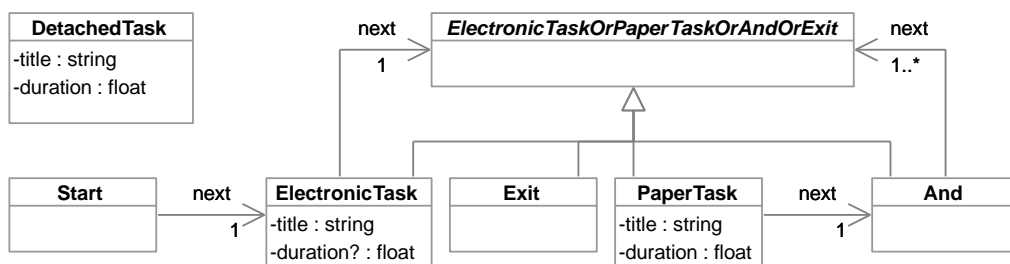 DetachedTask
-title : string
-duration : float
next
1
ElectronicTaskOrPaperTaskOrAndOrExit
next
1..*
Start
next
1
ElectronicTask
-title : string
-duration? : float
Exit
PaperTask
-title : string
-duration : float
next
1
And